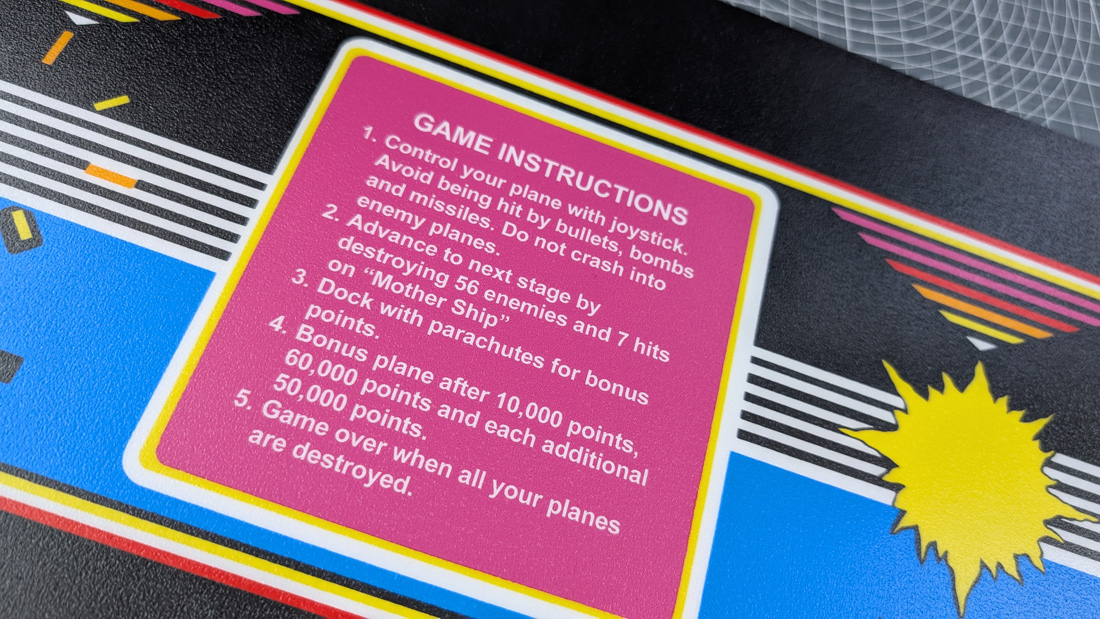 GAME INSTRUCTIONS
1. Control your plane with joystick.
Avoid being hit by bullets, bombs
and missiles. Do not crash into
enemy planes.
2. Advance to next stage by
destroying 56 enemies and 7 hits
on “Mother Ship”
3. Dock with parachutes for bonus
points.
4. Bonus plane after 10,000 points,
60,000 points and each additional
50,000 points.
5. Game over when all your planes
are destroyed.